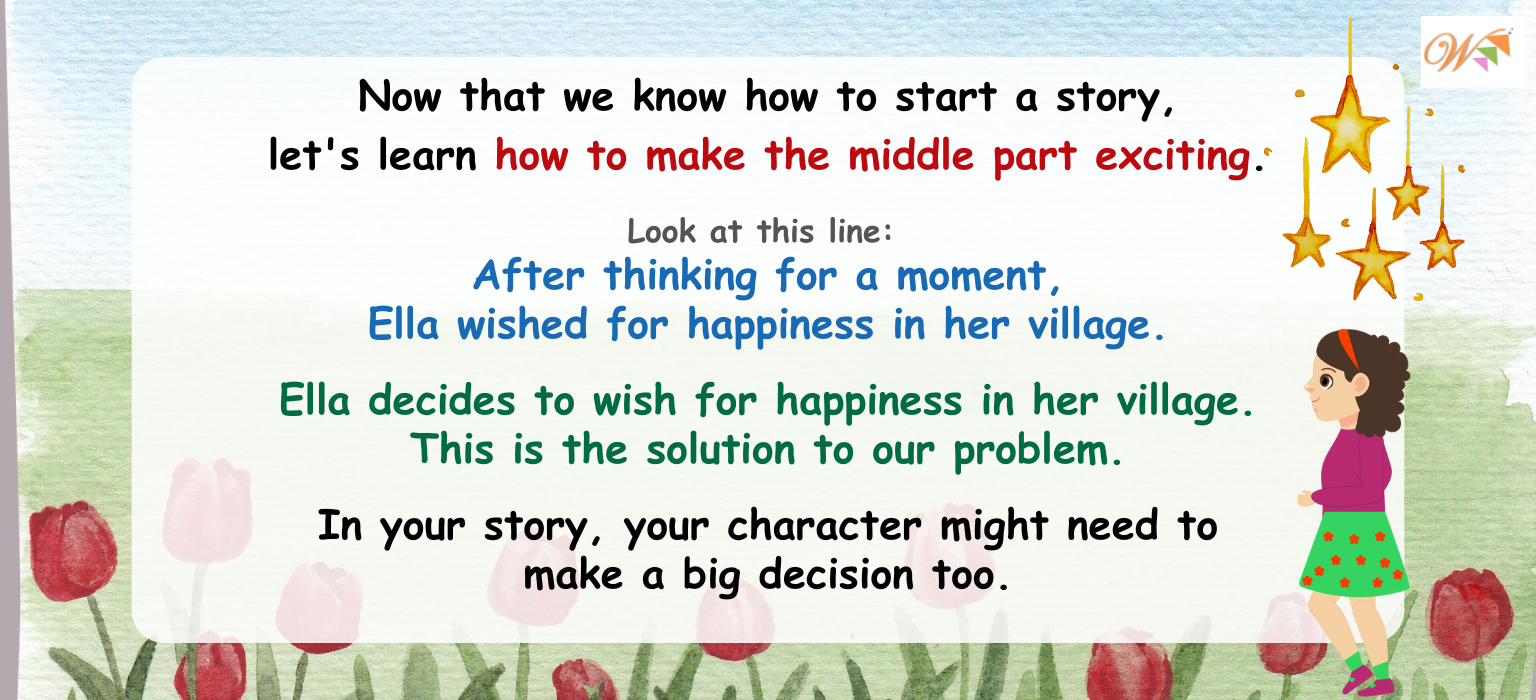 Now that we know how to start a story,
let's learn how to make the middle part exciting.
Look at this line:
After thinking for a moment,
Ella wished for happiness in her village.
Ella decides to wish for happiness in her village.
This is the solution to our problem.
In your story, your character might need to
make a big decision too.